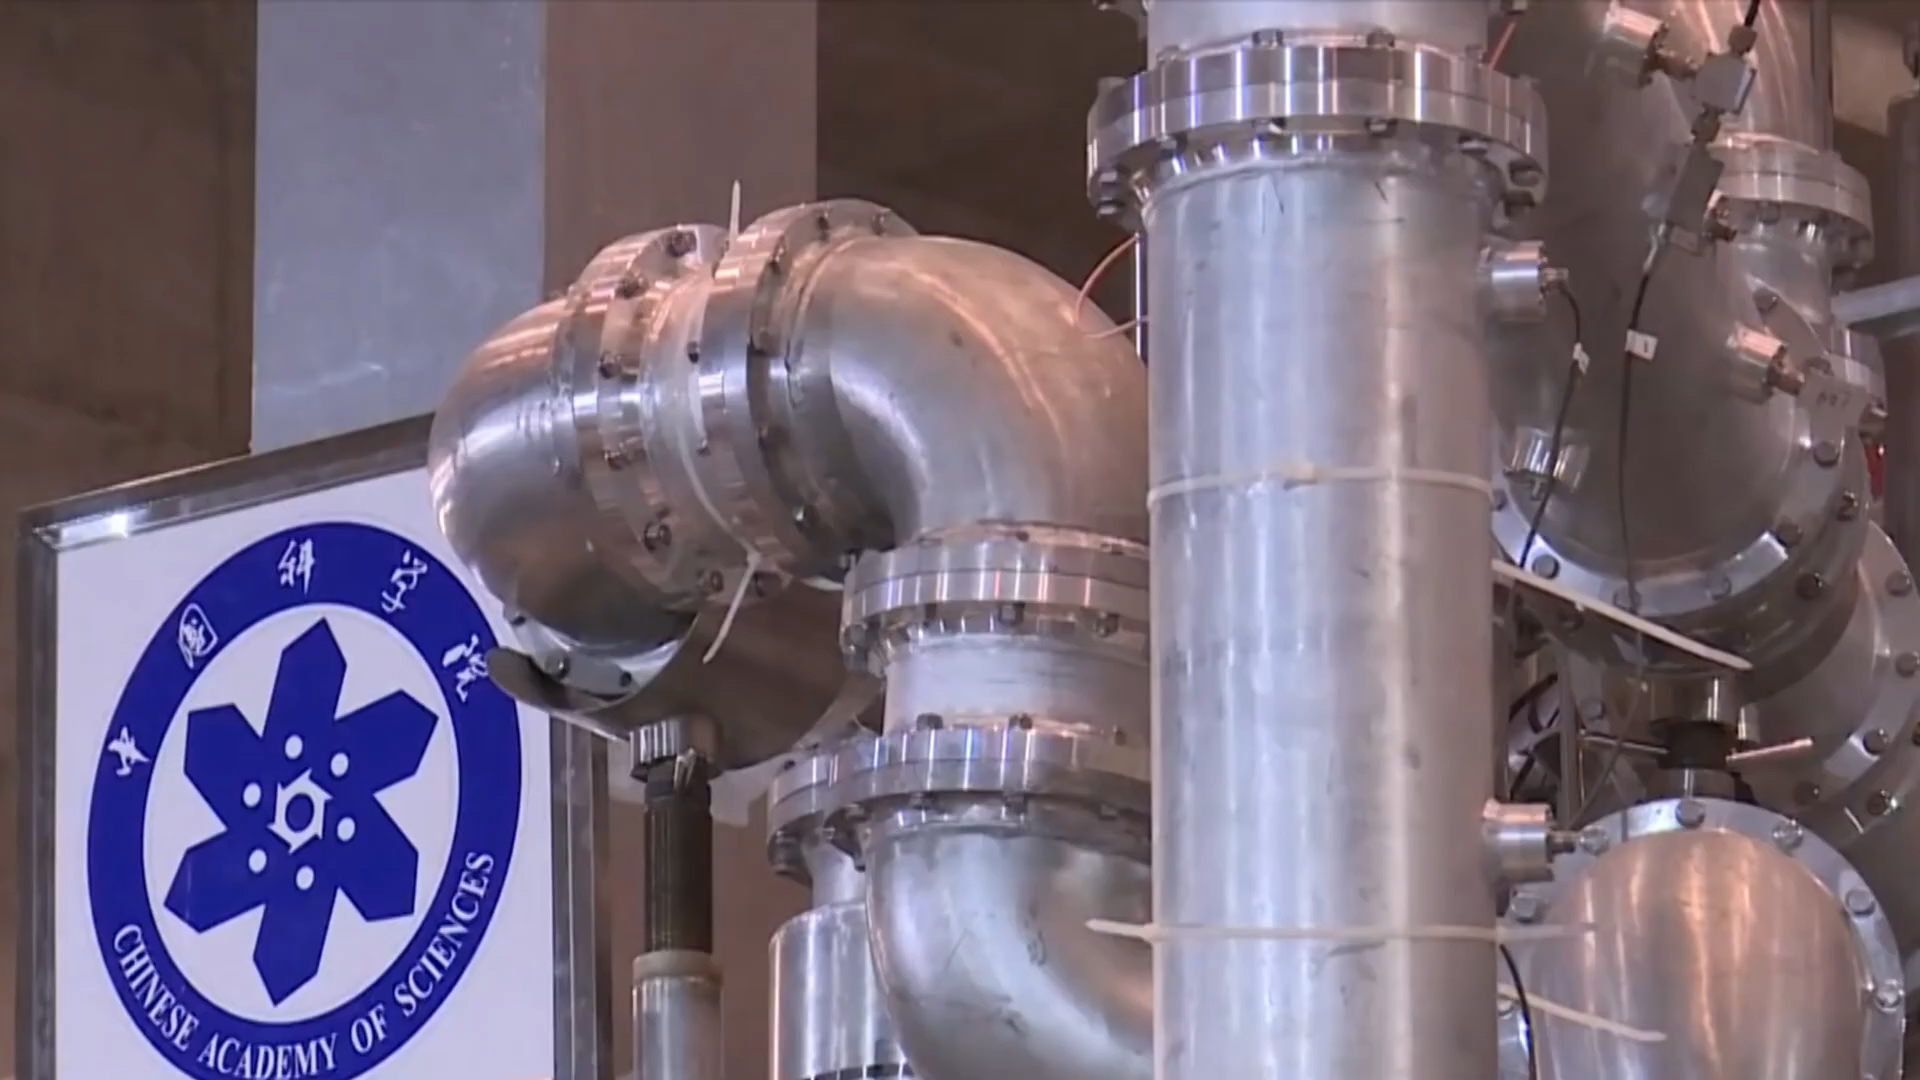 中国科学院
CHINESE ACADEMY OF SCIENCES